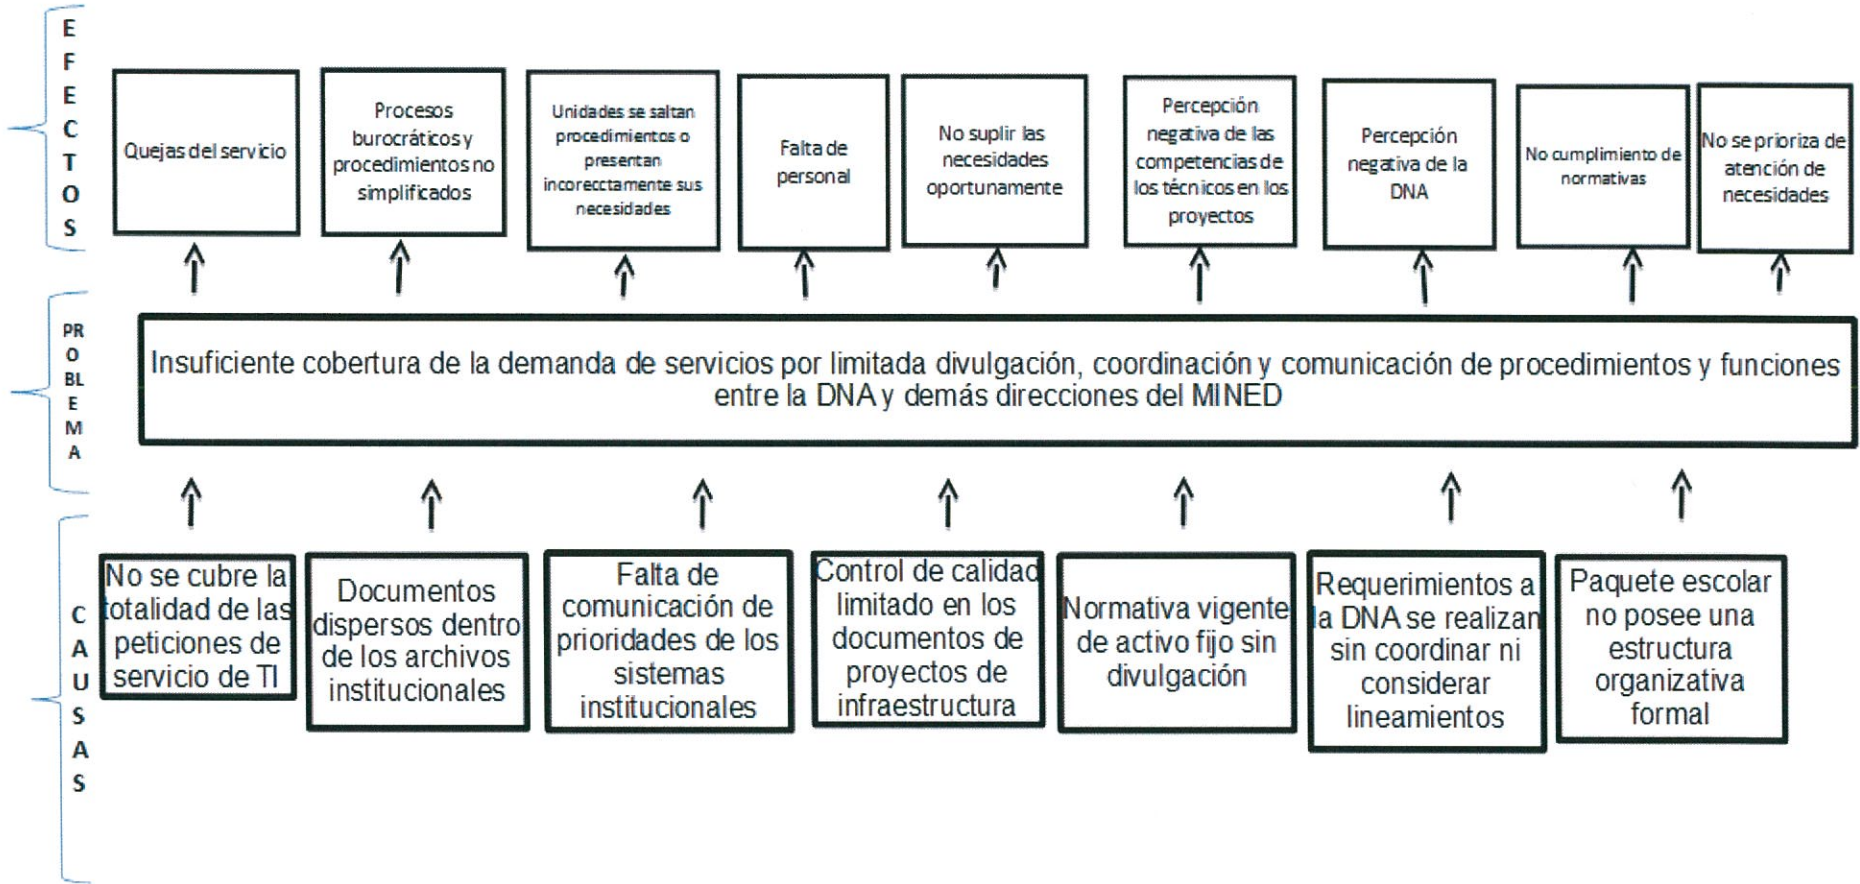 EFECTOS
Quejas del servicio
Procesos
burocráticos y
procedimientos no
simplificados
Unidades se saltan
procedimientos o
presentan
incorecctamente sus
necesidades
Falta de
personal
No suplir las
necesidades
oportunamente
Percepción
negativa de las
competencias de
los técnicos en los
proyectos
Percepción
negativa de la
DNA
No cumplimiento de
normativas
No se prioriza de
atención de
necesidades
PROBLEMA
Insuficiente cobertura de la demanda de servicios por limitada divulgación, coordinación y comunicación de procedimientos y funciones
entre la DNA y demás direcciones del MINED
CAUSAS
No se cubre la
totalidad de las
peticiones de
servicio de TI
Documentos
dispersos dentro
de los archivos
institucionales
Falta de
comunicación de
prioridades de los
sistemas
institucionales
Control de calidad
limitado en los
documentos de
proyectos de
infraestructura
Normativa vigente
de activo fijo sin
divulgación
Requerimientos a
la DNA se realizan
sin coordinar ni
considerar
lineamientos
Paquete escolar
no posee una
estructura
organizativa
formal